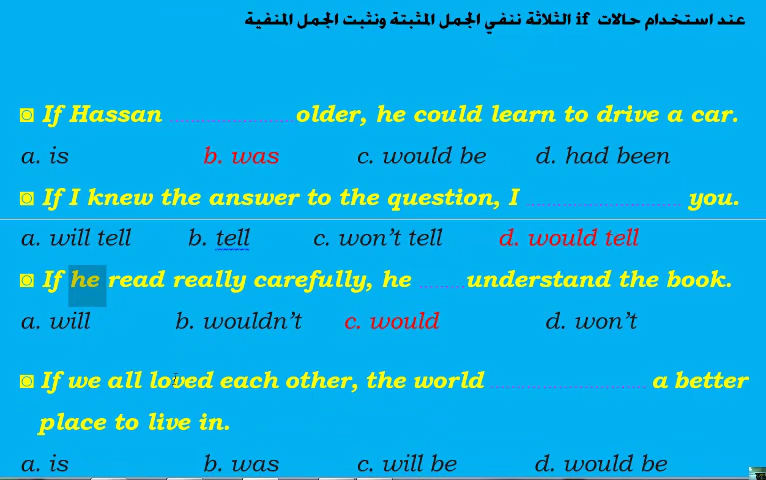 عند استخدام حالات if الثلاثة ننفي الجمل المثبتة ونثبت الجمل المنفية
◙ If Hassan ..................... older, he could learn to drive a car.
a. is b. was c. would be d. had been
◙ If I knew the answer to the question, I ........................... you.
a. will tell b. tell c. won't tell d. would tell
◙ If he read really carefully, he ........ understand the book.
a. will b. wouldn't c. would d. won't
◙ If we all loved each other, the world ........................... a better
place to live in.
a. is b. was c. will be d. would be